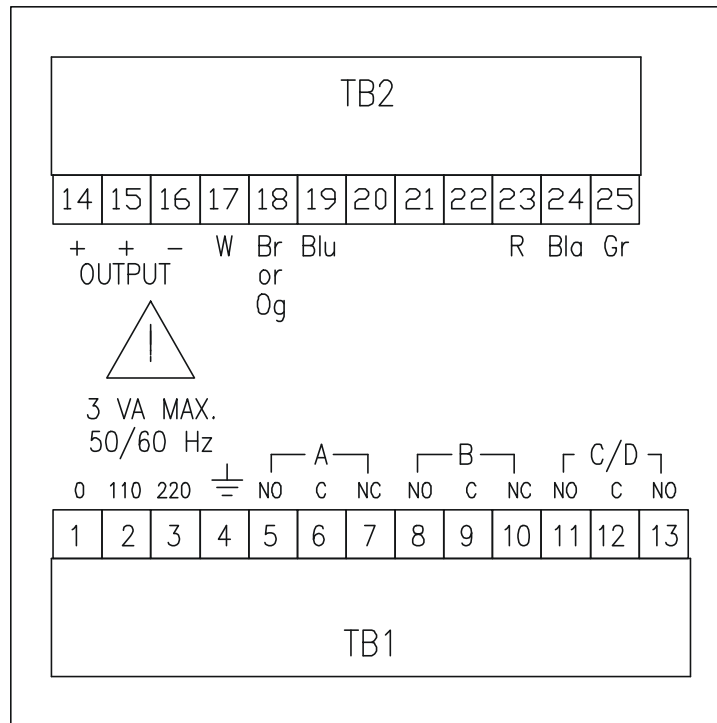 TB2
14 15 16 17 18 19 20 21 22 23 24 25
+ + − W Br Blu R Bla Gr
OUTPUT or
Og
3 VA MAX.
50/60 Hz
A B C/D
0 110 220 NO C NC NO C NC NO C NO
1 2 3 4 5 6 7 8 9 10 11 12 13
TB1